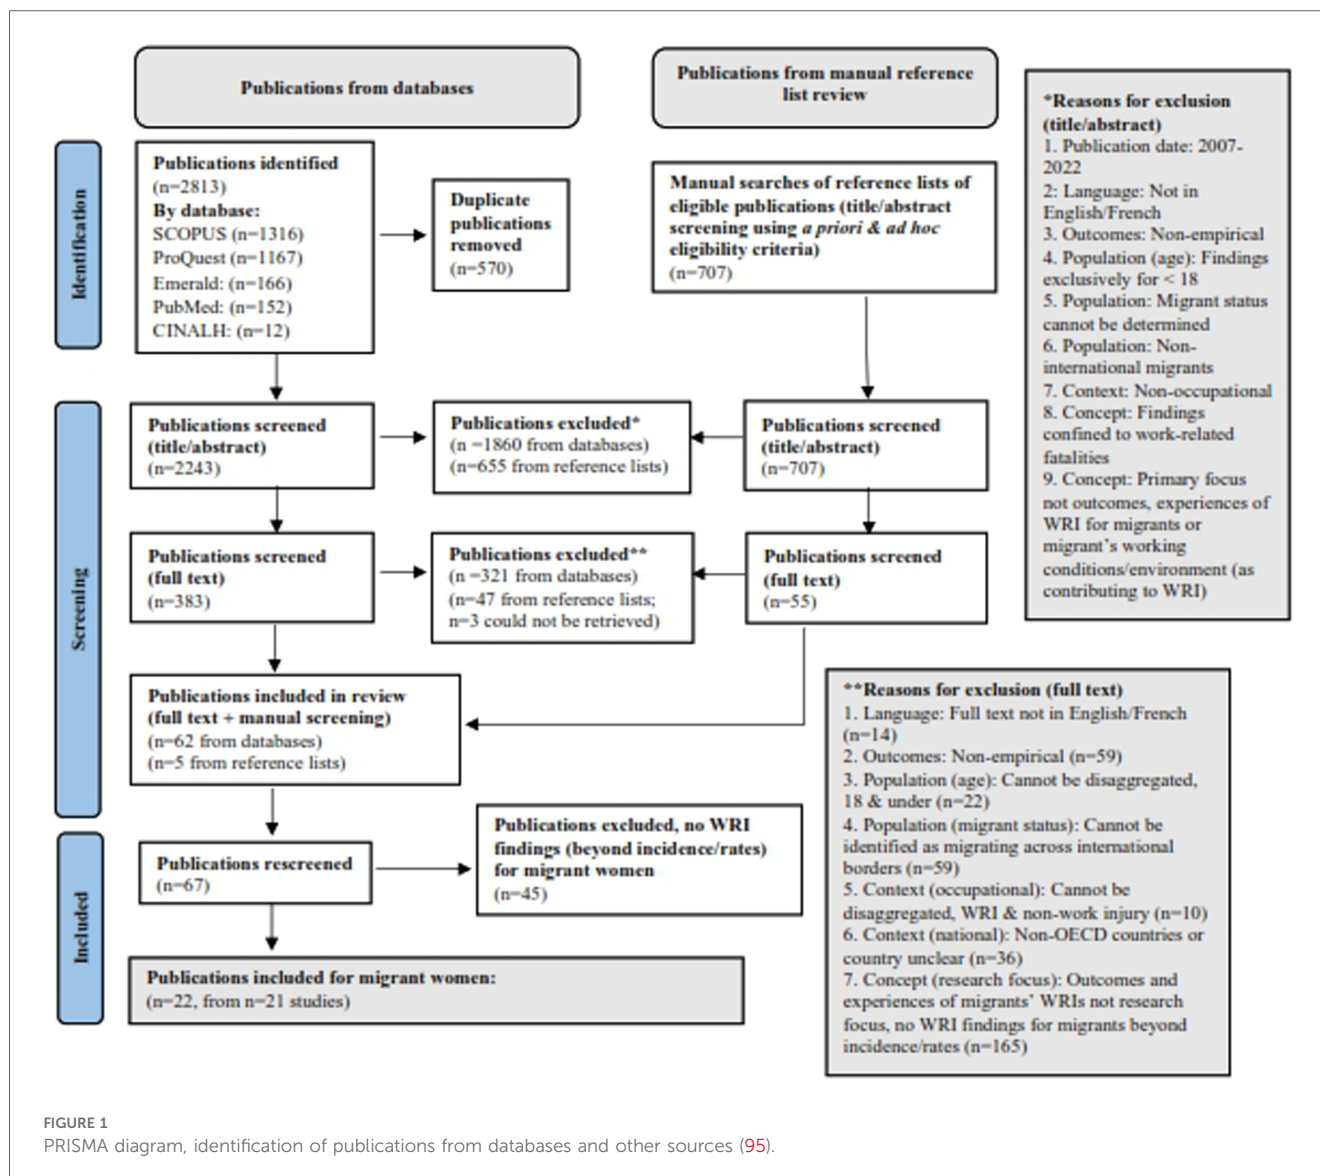 Publications from databases
Publications from manual reference
list review
Identification
Publications identified
(n=2813)
By database:
SCOPUS (n=1316)
ProQuest (n=1167)
Emerald: (n=166)
PubMed: (n=152)
CINALH: (n=12)
Duplicate
publications
removed
(n=570)
Manual searches of reference lists of
eligible publications (title/abstract
screening using a priori & ad hoc
eligibility criteria)
(n=707)
*Reasons for exclusion
(title/abstract)
1. Publication date: 2007-
2022
2: Language: Not in
English/French
3. Outcomes: Non-empirical
4. Population (age): Findings
exclusively for < 18
5. Population: Migrant status
cannot be determined
6. Population: Non-
international migrants
7. Context: Non-occupational
8. Concept: Findings
confined to work-related
fatalities
9. Concept: Primary focus
not outcomes, experiences of
WRI for migrants or
migrant's working
conditions/environment (as
contributing to WRI)
Screening
Publications screened
(title/abstract)
(n=2243)
Publications excluded*
(n =1860 from databases)
(n=655 from reference lists)
Publications screened
(title/abstract)
(n=707)
Publications screened
(full text)
(n=383)
Publications excluded**
(n =321 from databases)
(n=47 from reference lists;
n=3 could not be retrieved)
Publications screened
(full text)
(n=55)
Publications included in review
(full text + manual screening)
(n=62 from databases)
(n=5 from reference lists)
**Reasons for exclusion (full text)
1. Language: Full text not in English/French
(n=14)
2. Outcomes: Non-empirical (n=59)
3. Population (age): Cannot be disaggregated,
18 & under (n=22)
4. Population (migrant status): Cannot be
identified as migrating across international
borders (n=59)
5. Context (occupational): Cannot be
disaggregated, WRI & non-work injury (n=10)
6. Context (national): Non-OECD countries or
country unclear (n=36)
7. Concept (research focus): Outcomes and
experiences of migrants' WRIs not research
focus, no WRI findings for migrants beyond
incidence/rates (n=165)
Included
Publications rescreened
(n=67)
Publications excluded, no WRI
findings (beyond incidence/rates)
for migrant women
(n=45)
Publications included for migrant women:
(n=22, from n=21 studies)
FIGURE 1
PRISMA diagram, identification of publications from databases and other sources (95).